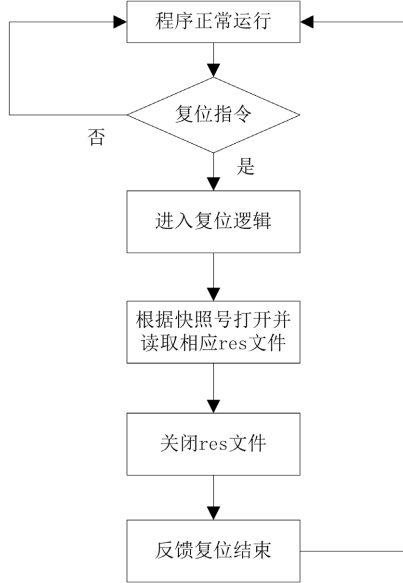 程序正常运行
复位指令
否
是
进入复位逻辑
根据快照号打开并
读取相应res文件
关闭res文件
反馈复位结束